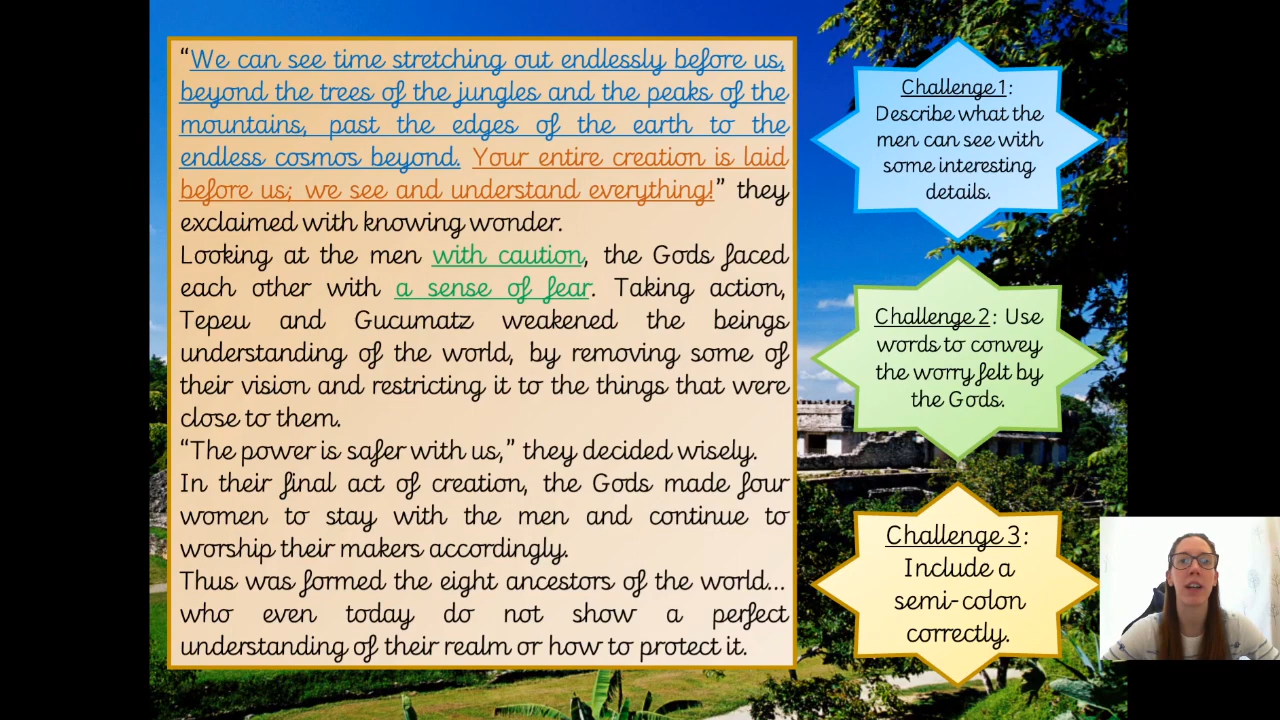 “We can see time stretching out endlessly before us,
beyond the trees of the jungles and the peaks of the
mountains, past the edges of the earth to the
endless cosmos beyond. Your entire creation is laid
before us; we see and understand everything!” they
exclaimed with knowing wonder.
Looking at the men with caution, the Gods faced
each other with a sense of fear. Taking action,
Tepeu and Gucumatz weakened the beings
understanding of the world, by removing some of
their vision and restricting it to the things that were
close to them.
“The power is safer with us,” they decided wisely.
In their final act of creation, the Gods made four
women to stay with the men and continue to
worship their makers accordingly.
Thus was formed the eight ancestors of the world...
who even today do not show a perfect
understanding of their realm or how to protect it.
Challenge 1:
Describe what the
men can see with
some interesting
details.
Challenge 2: Use
words to convey
the worry felt by
the Gods.
Challenge 3:
Include a
semi-colon
correctly.